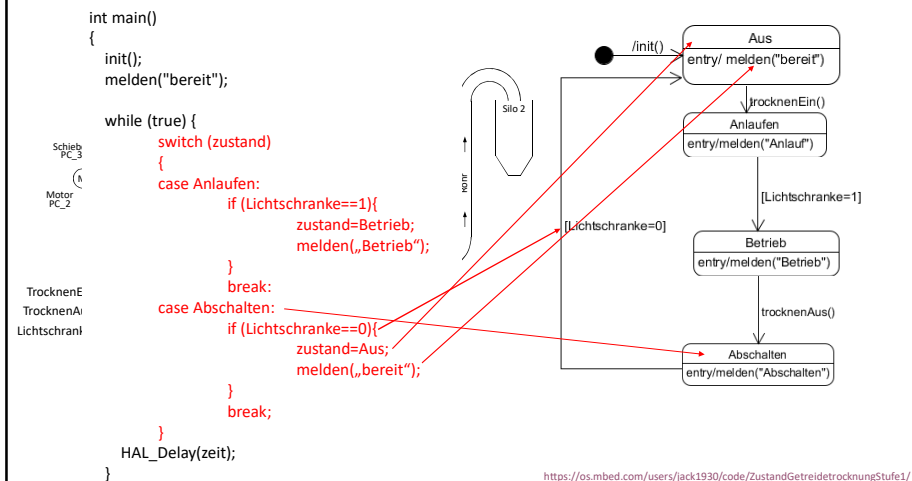 int main()
{
init();
melden("bereit");
while (true) {
switch (zustand)
{
case Anlaufen:
if (Lichtschranke==1){
zustand=Betrieb;
melden(„Betrieb“);
}
break:
case Abschalten:
if (Lichtschranke==0){
zustand=Aus;
melden(„bereit“);
}
break;
}
HAL_Delay(zeit);
}
Schieb
PC_3
Motor
PC_2
TrocknenE
TrocknenA
Lichtschrank
Silo 2
/init()
Aus
entry/ melden("bereit")
trocknenEin()
Anlaufen
entry/melden("Anlauf")
[Lichtschranke=1]
[Lichtschranke=0]
Betrieb
entry/melden("Betrieb")
trocknenAus()
Abschalten
entry/melden("Abschalten")
https://os.mbed.com/users/jack1930/code/ZustandGetreidetrocknungStufe1/